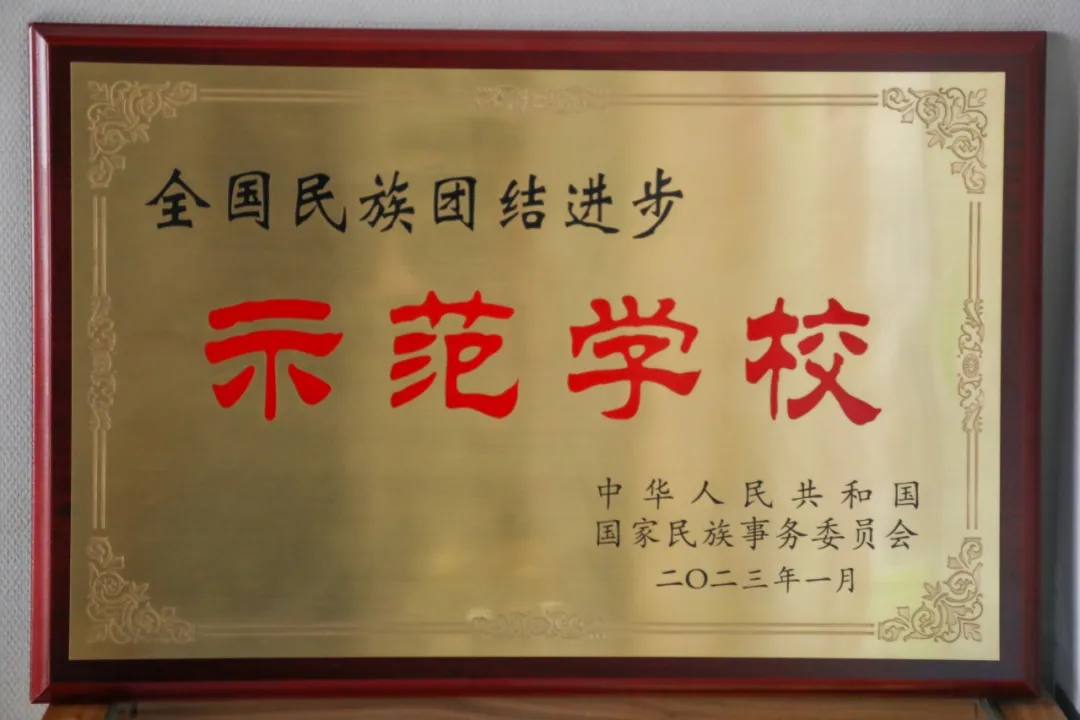 全国民族团结进步
示范学校
中华人民共和国
国家民族事务委员会
二〇二三年一月